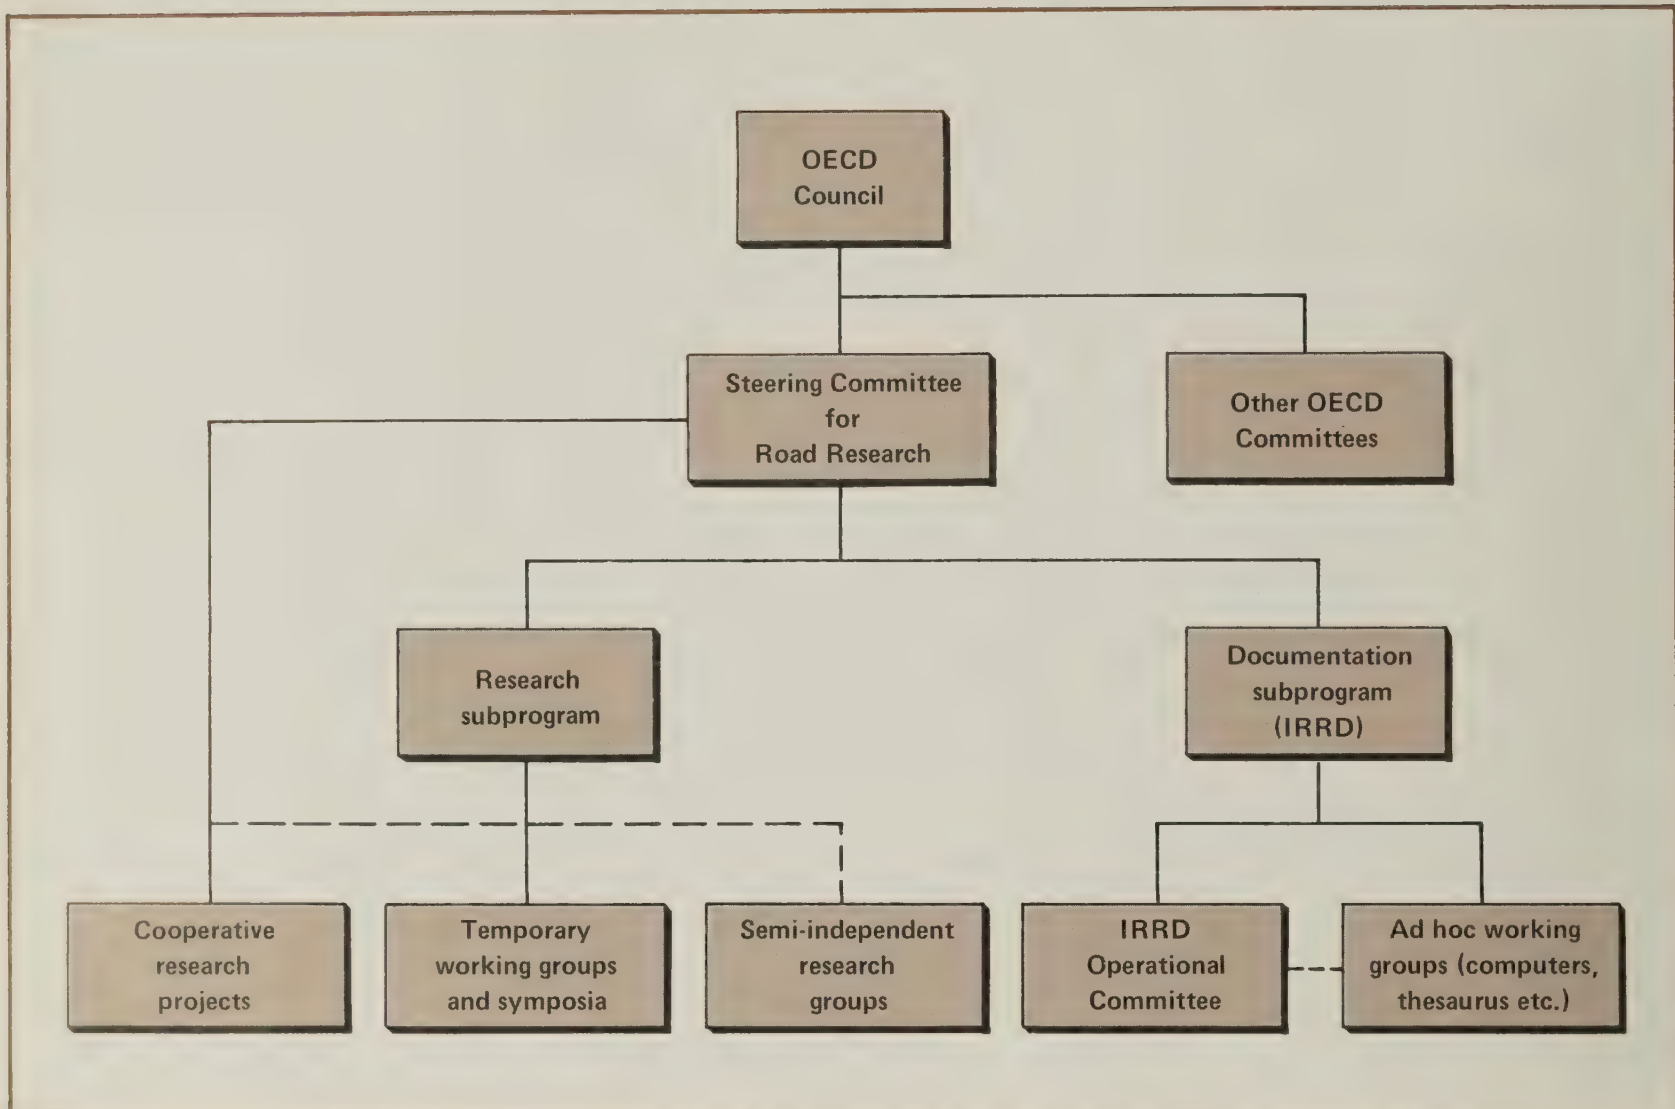 OECD
Council
Steering Committee
for
Road Research
Other OECD
Committees
Research
subprogram
Documentation
subprogram
(IRRD)
Cooperative
research
projects
Temporary
working groups
and symposia
Semi-independent
research
groups
IRRD
Operational
Committee
Ad hoc working
groups (computers,
thesaurus etc.)